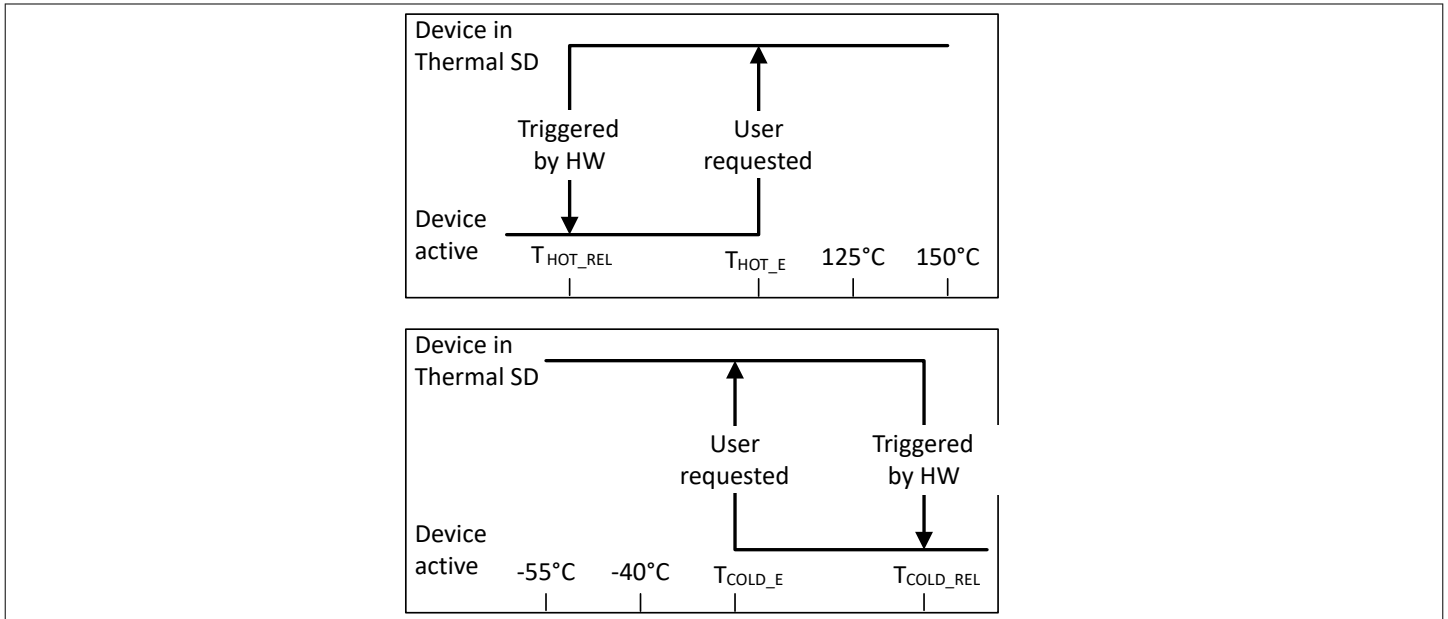 Device in
Thermal SD
Triggered
by HW
User
requested
Device
active
THOT_REL
THOT_E
125°C
150°C
Device in
Thermal SD
User
requested
Triggered
by HW
Device
active
-55°C
-40°C
TCOLD_E
TCOLD_REL